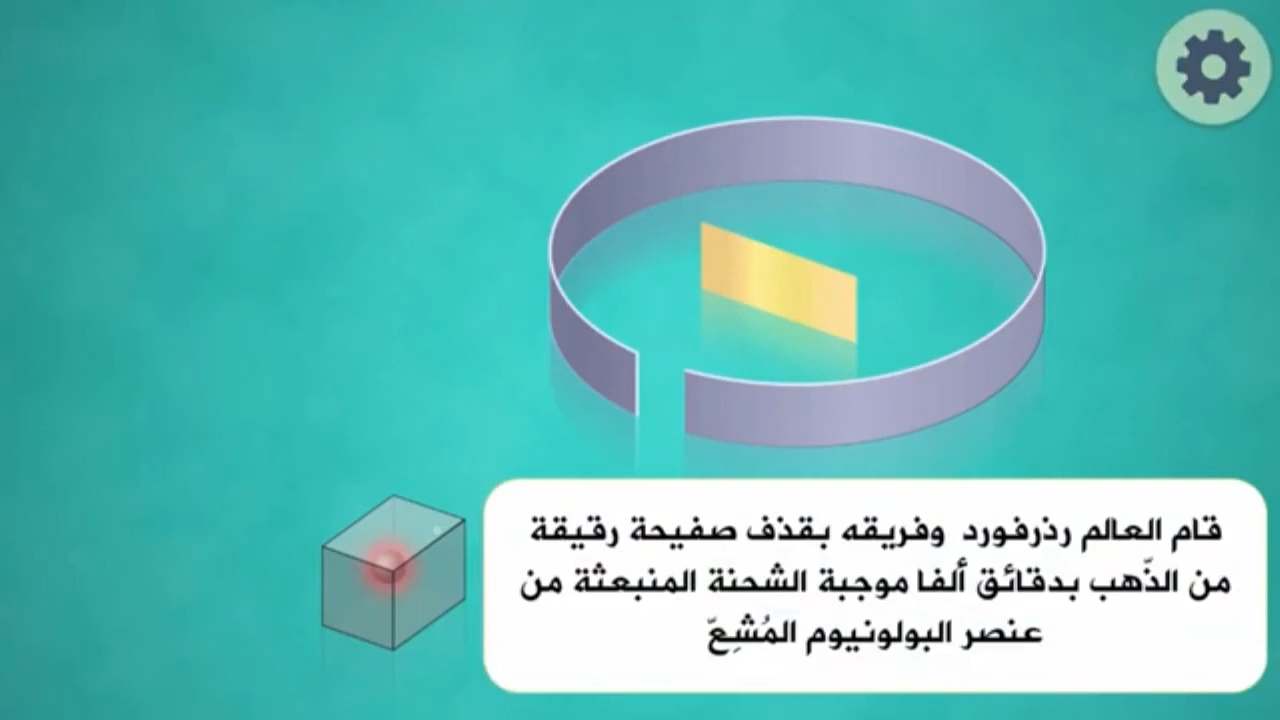 قام العالم رذرفورد وفريقه بقذف صفيحة رقيقة
من الذّهب بدقائق ألفا موجبة الشحنة المنبعثة من
عنصر البولونيوم المُشِعّ